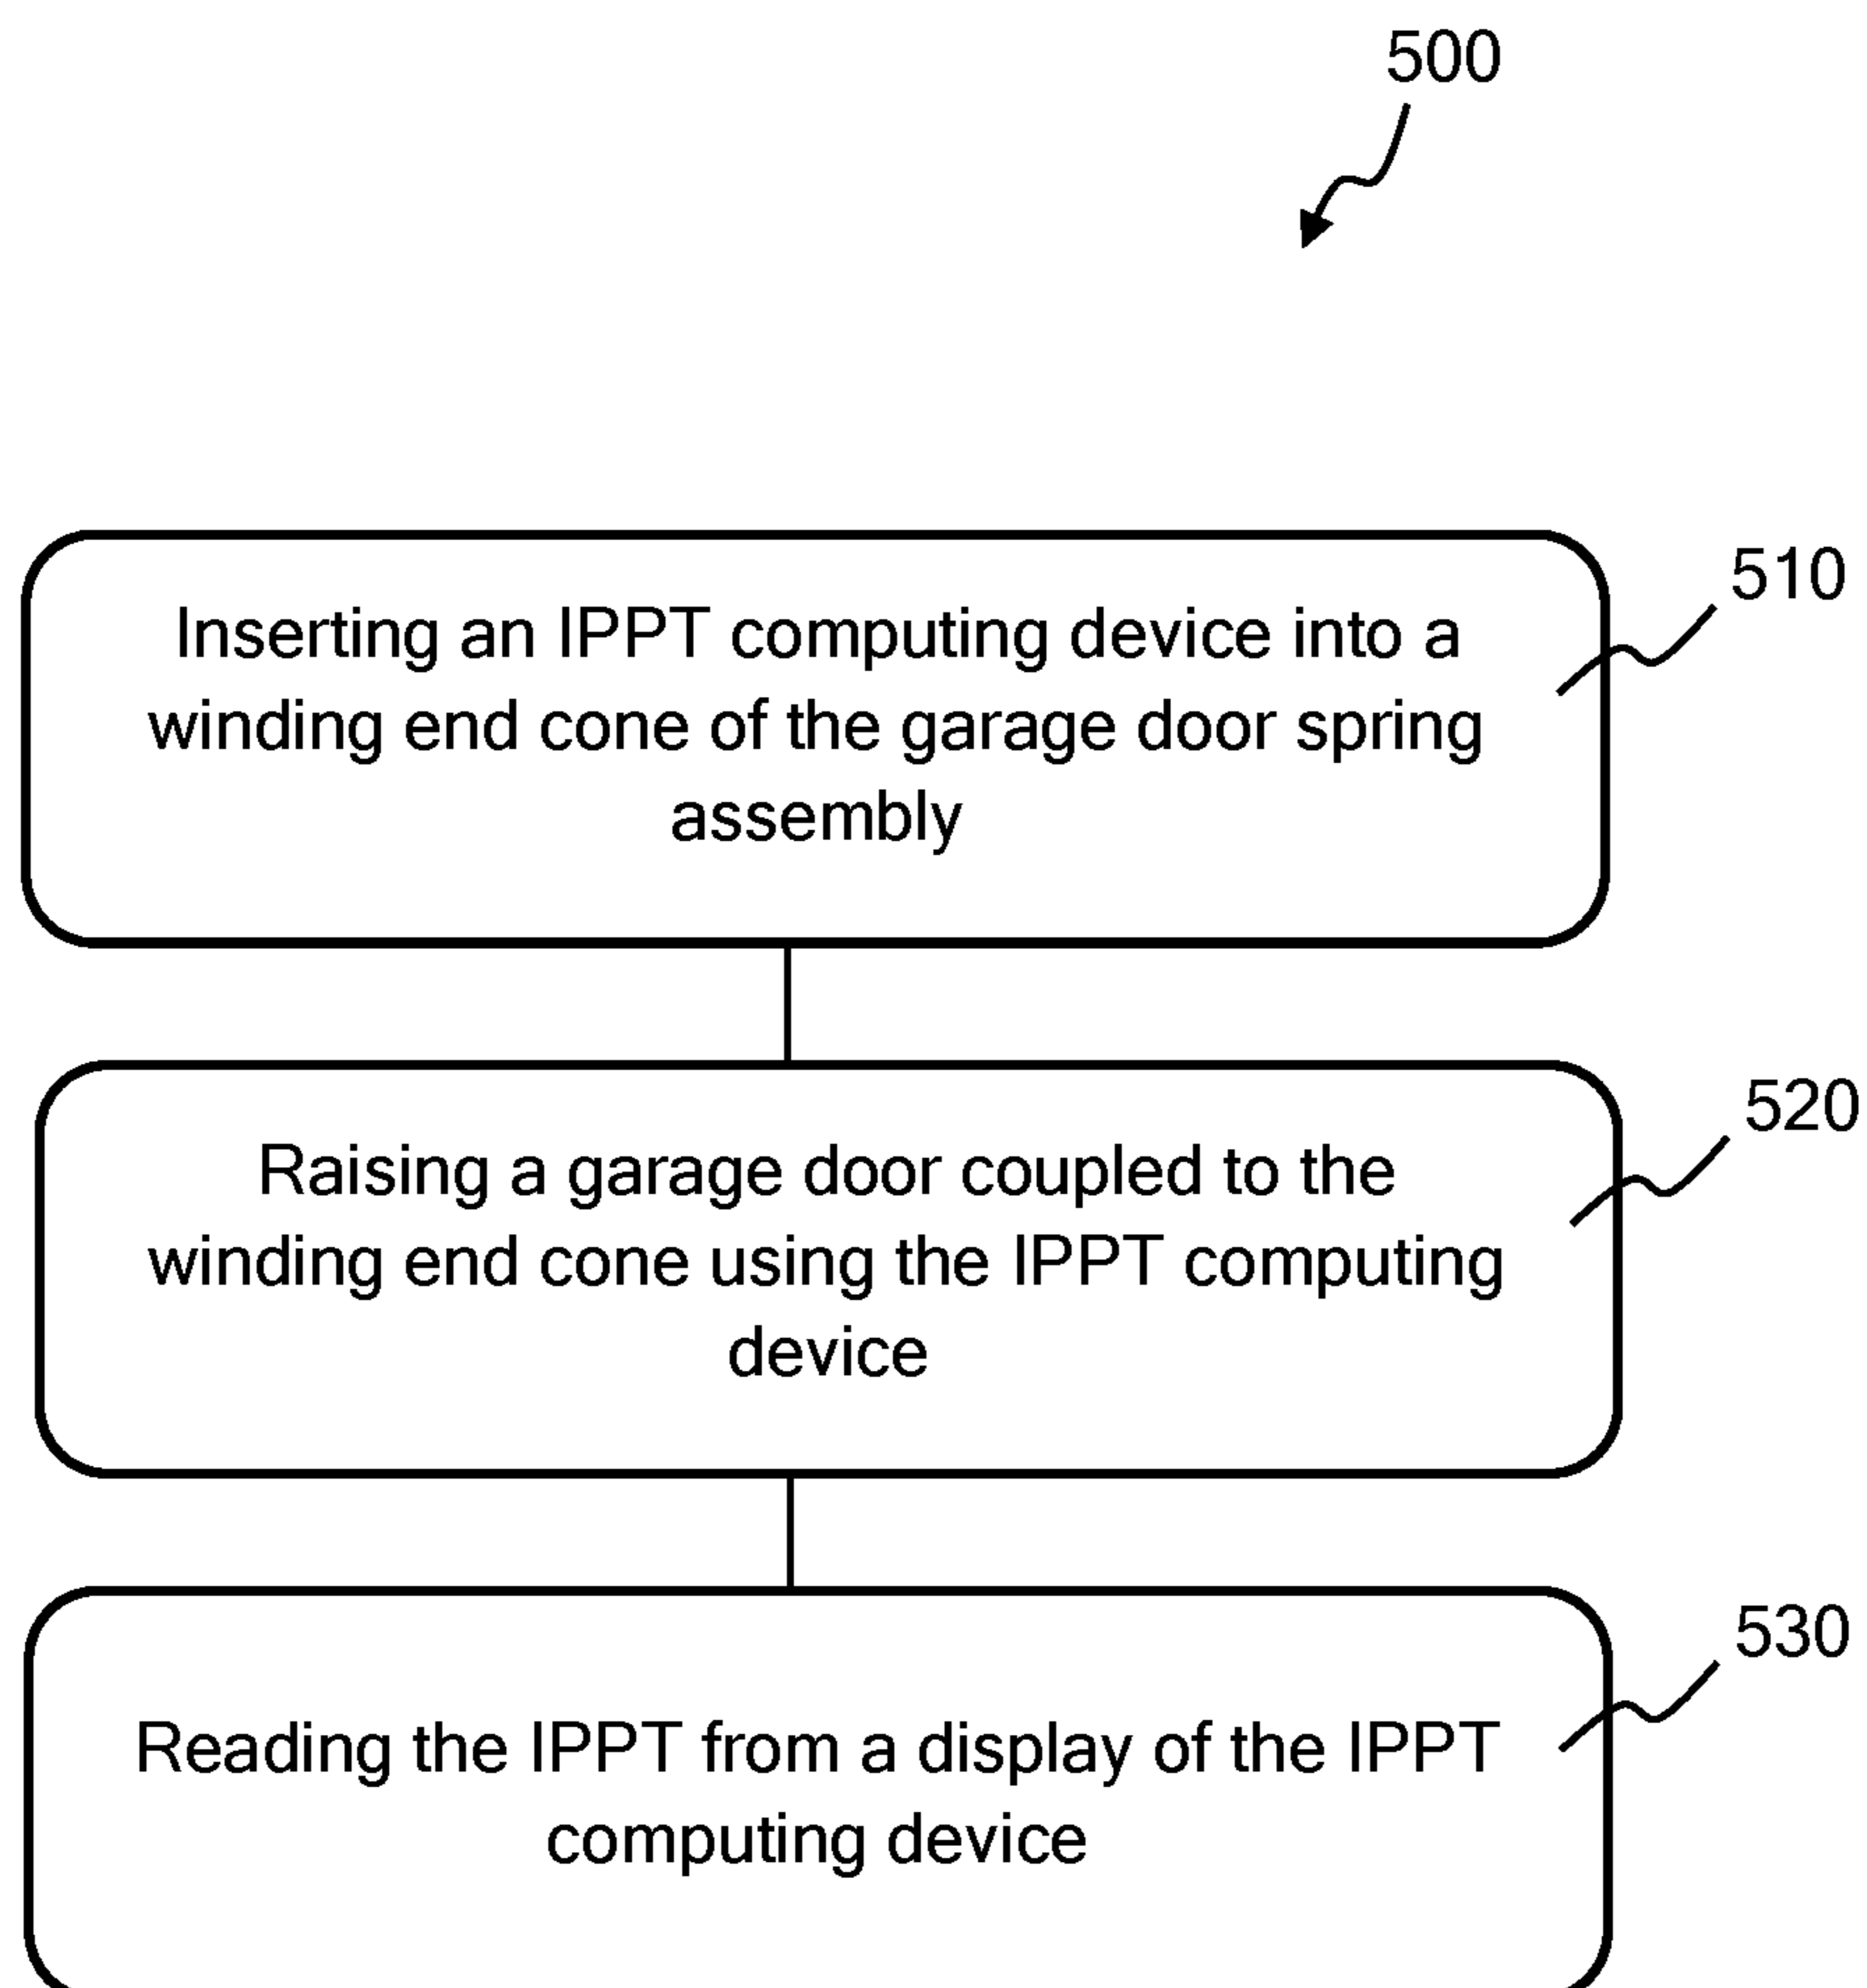 500
510
Inserting an IPPT computing device into a
winding end cone of the garage door spring
assembly
520
Raising a garage door coupled to the
winding end cone using the IPPT computing
device
530
Reading the IPPT from a display of the IPPT
computing device